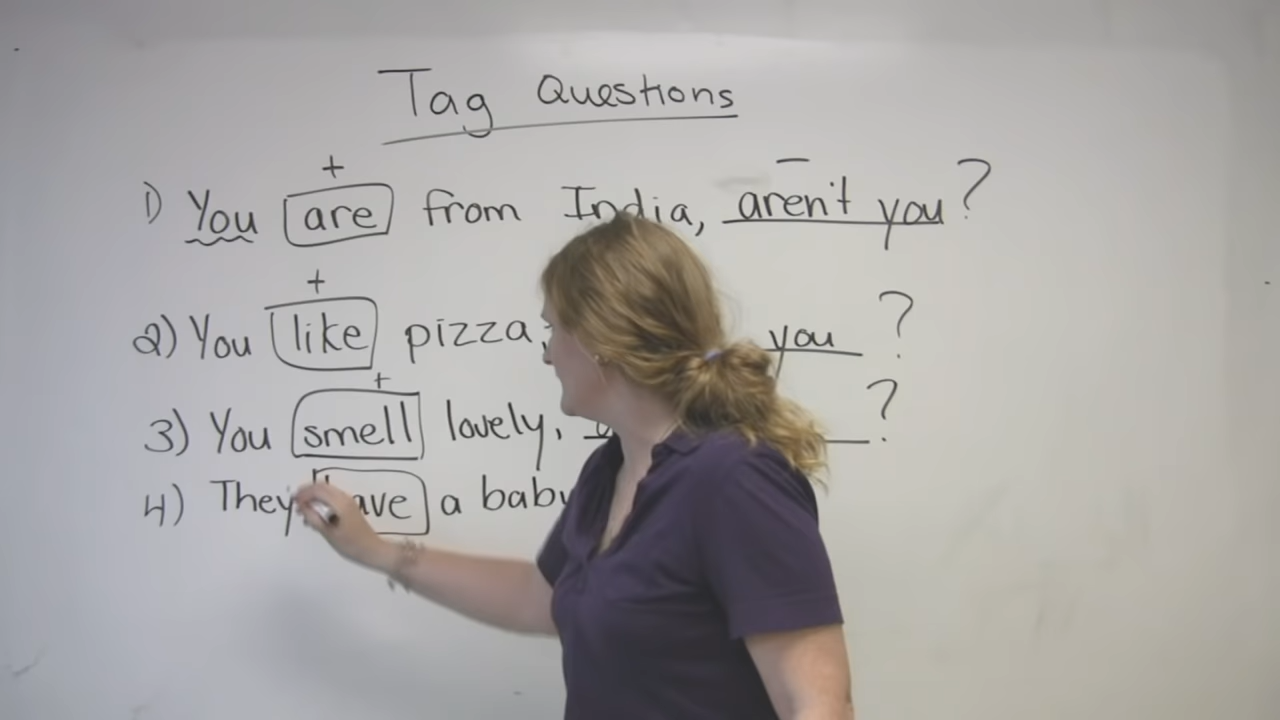 Tag Questions
+ −
1) You are from India, aren't you?
+
2) You like pizza, you ?
+
3) You smell lovely, ?
4) They a baby